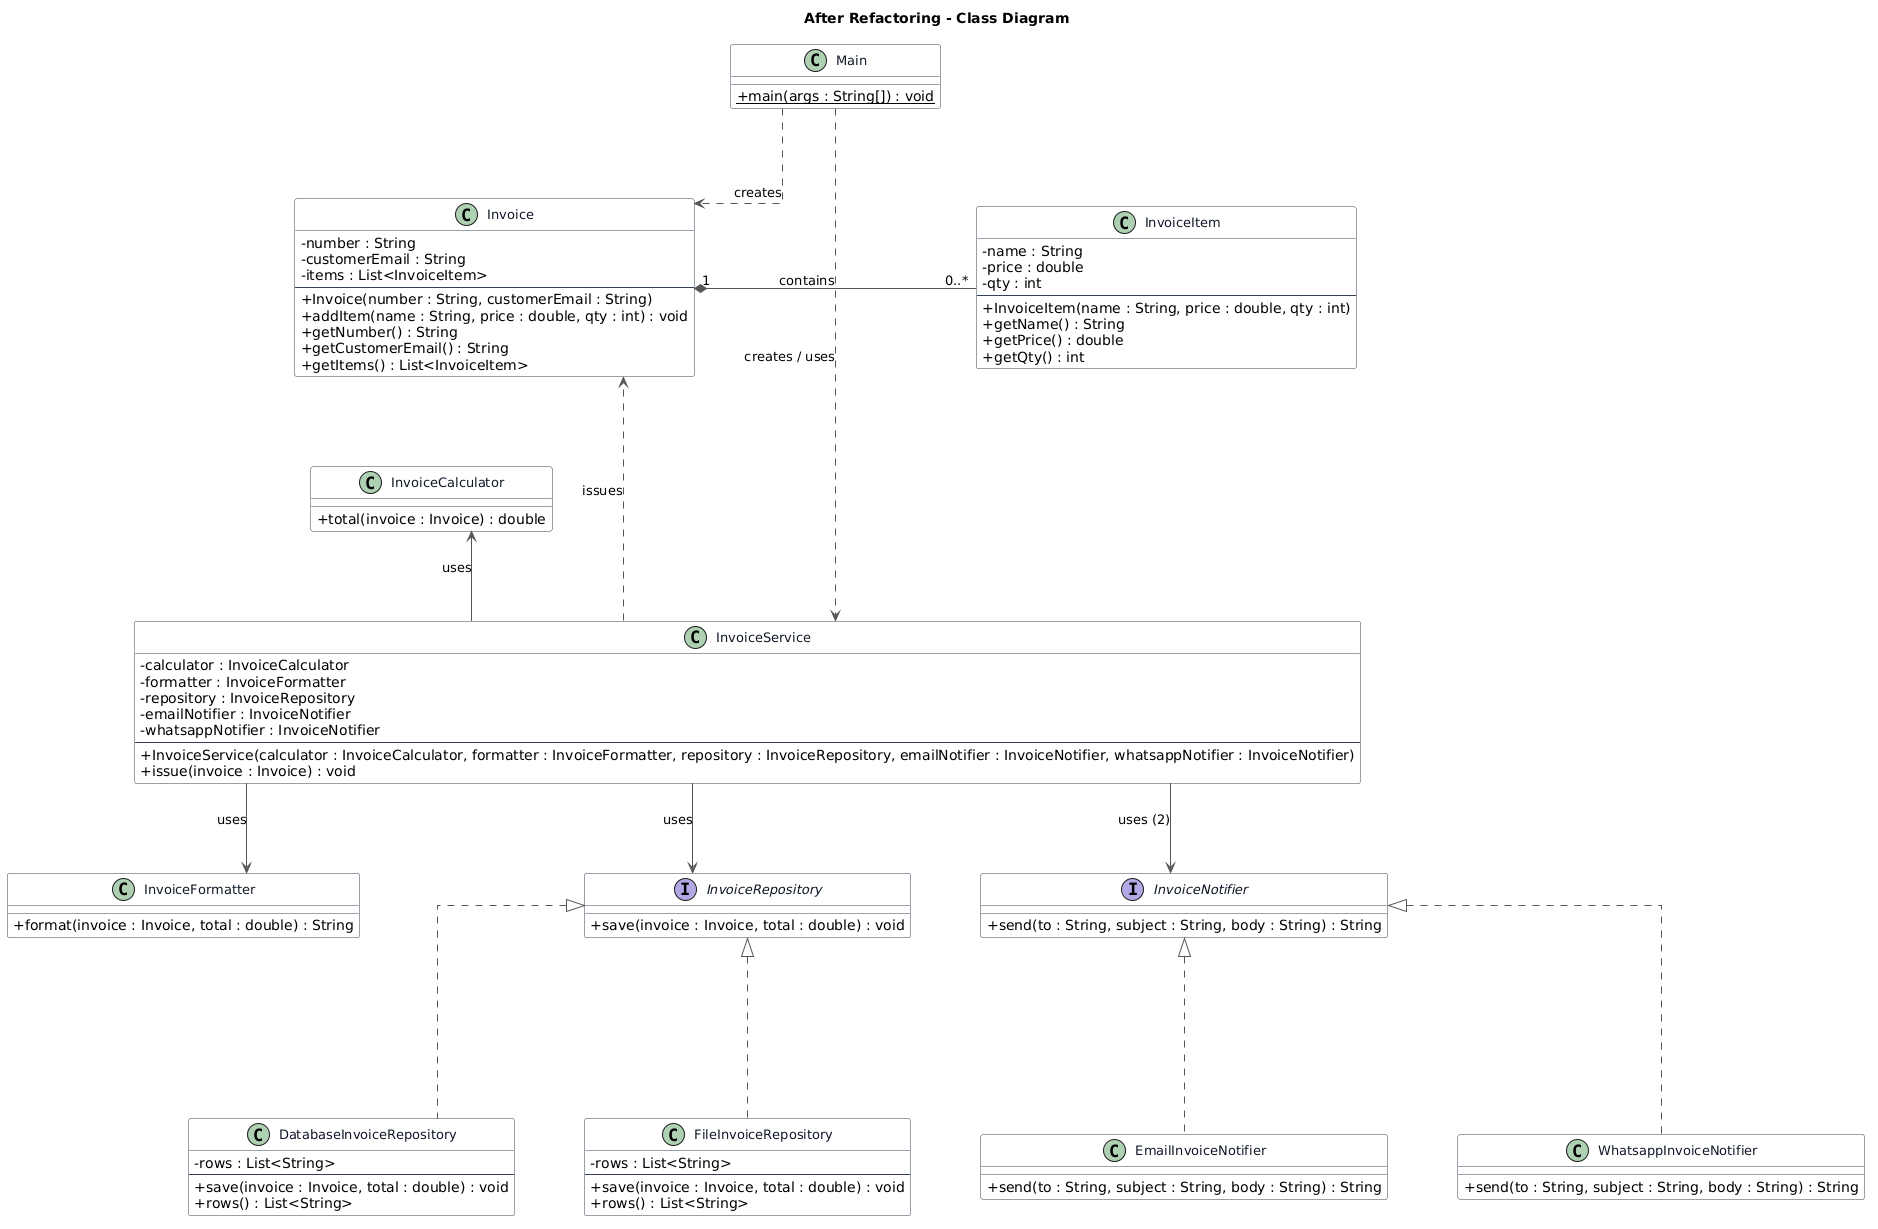 After Refactoring - Class Diagram
C Main
+main(args : String[]) : void
creates
C Invoice
-number : String
-customerEmail : String
-items : List<InvoiceItem>
+Invoice(number : String, customerEmail : String)
+addItem(name : String, price : double, qty : int) : void
+getNumber() : String
+getCustomerEmail() : String
+getItems() : List<InvoiceItem>
1 contains 0..*
C InvoiceItem
-name : String
-price : double
-qty : int
+InvoiceItem(name : String, price : double, qty : int)
+getName() : String
+getPrice() : double
+getQty() : int
creates / uses
C InvoiceCalculator
+total(invoice : Invoice) : double
issues
uses
C InvoiceService
-calculator : InvoiceCalculator
-formatter : InvoiceFormatter
-repository : InvoiceRepository
-emailNotifier : InvoiceNotifier
-whatsappNotifier : InvoiceNotifier
+InvoiceService(calculator : InvoiceCalculator, formatter : InvoiceFormatter, repository : InvoiceRepository, emailNotifier : InvoiceNotifier, whatsappNotifier : InvoiceNotifier)
+issue(invoice : Invoice) : void
uses
uses
uses (2)
C InvoiceFormatter
+format(invoice : Invoice, total : double) : String
I InvoiceRepository
+save(invoice : Invoice, total : double) : void
I InvoiceNotifier
+send(to : String, subject : String, body : String) : String
C DatabaseInvoiceRepository
-rows : List<String>
+save(invoice : Invoice, total : double) : void
+rows() : List<String>
C FileInvoiceRepository
-rows : List<String>
+save(invoice : Invoice, total : double) : void
+rows() : List<String>
C EmailInvoiceNotifier
+send(to : String, subject : String, body : String) : String
C WhatsappInvoiceNotifier
+send(to : String, subject : String, body : String) : String